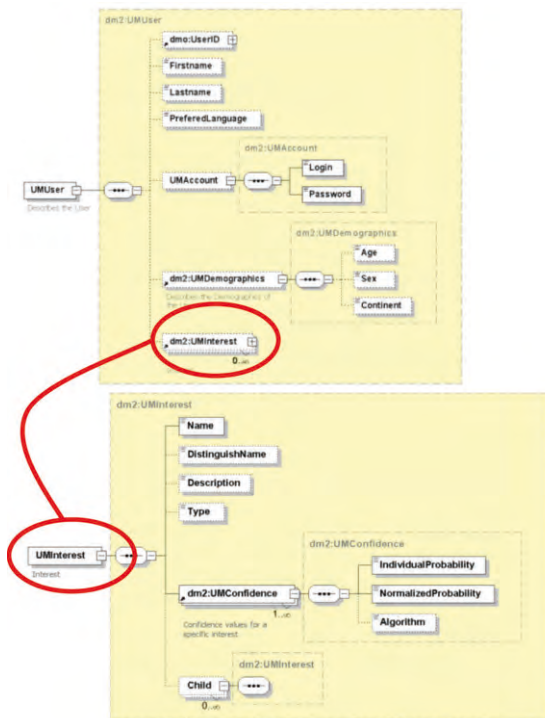 dm2:UMUser
dmo:UserID
Firstname
Lastname
PreferedLanguage
dm2:UMAccount
UMAccount
Login
Password
UMUser
Describes the User
dm2:UMDemographics
Age
dm2:UMDemographics
Sex
Describes the Demographics of
the
Continent
dm2:UMInterest
0..∞
dm2:UMInterest
Name
DistinguishName
Description
Type
UMInterest
Interest
dm2:UMConfidence
IndividualProbability
dm2:UMConfidence
NormalizedProbability
1..∞
Algorithm
Confidence values for a
specific interest
dm2:UMInterest
Child
0..∞